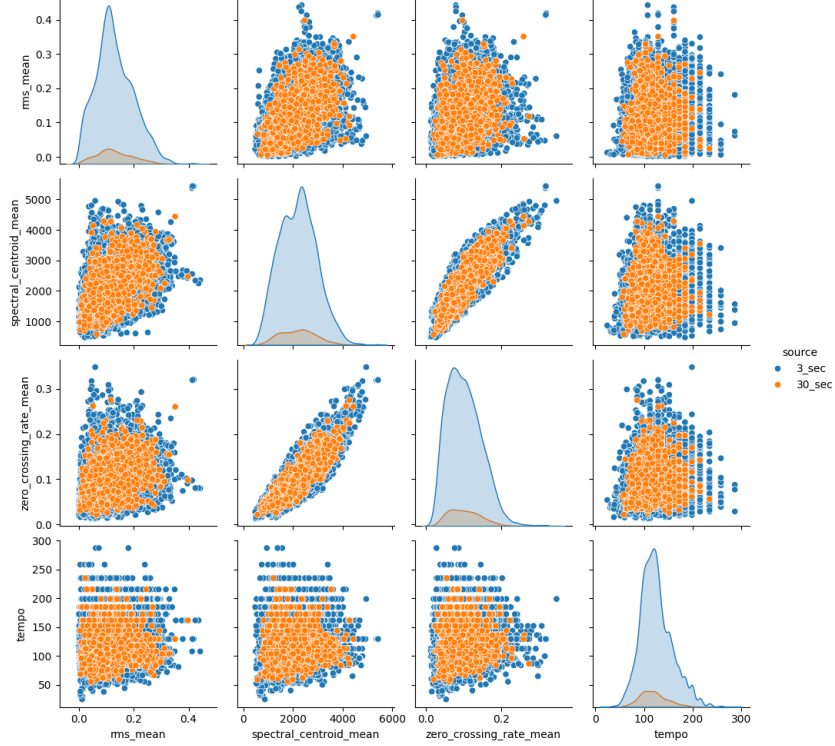 0.4
0.3
0.2
0.1
0.0
rms_mean
5000
4000
3000
2000
1000
spectral_centroid_mean
0.3
0.2
0.1
0.0
zero_crossing_rate_mean
300
250
200
150
100
50
tempo
0.0 0.2 0.4
rms_mean
0 2000 4000 6000
spectral_centroid_mean
0.0 0.2
zero_crossing_rate_mean
0 100 200 300
tempo
source
3_sec
30_sec